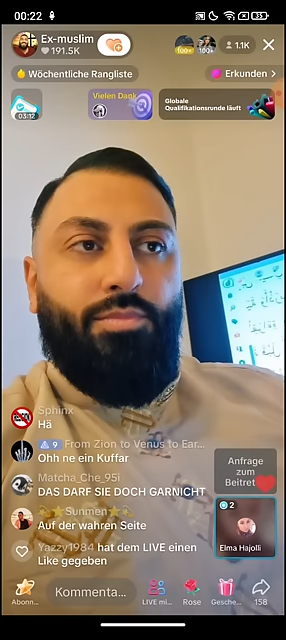 00:22
35
Ex-muslim
191.5K
100+
100+
1.1K
Wöchentliche Rangliste
Erkunden
03:12
Vielen Dank
Globale
Qualifikationsrunde läuft
Sphinx
Hä
9 From Zion to Venus to Ear...
Ohh ne ein Kuffar
Matcha_Che_95i
DAS DARF SIE DOCH GARNICHT
Sunmen
Auf der wahren Seite
Yazzy1984 hat dem LIVE einen
Like gegeben
Anfrage
zum
Beitret
2
Elma Hajolli
Abonn...
Kommenta...
LIVE mi...
Rose
Gesche...
158